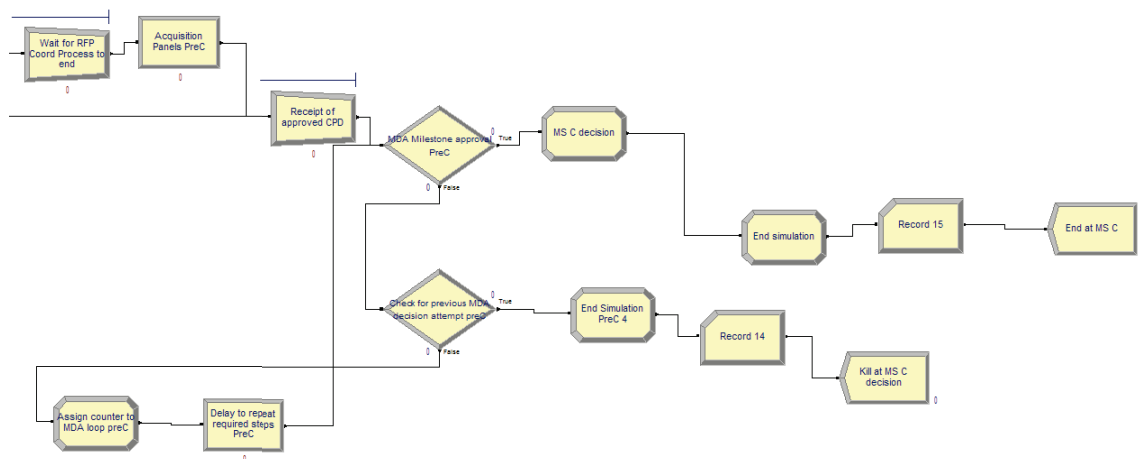 Wait for RFP
Coord Process to
end
0
Acquisition
Panels PreC
0
Receipt of
approved CPD
0
MDA Milestone approval
PreC
0
True
0
False
MS C decision
End simulation
Record 15
End at MS C
Check for previous MDA
decision attempt preC
0
True
0
False
End Simulation
PreC 4
Record 14
Kill at MS C
decision
0
Assign counter to
MDA loop preC
Delay to repeat
required steps
PreC
0